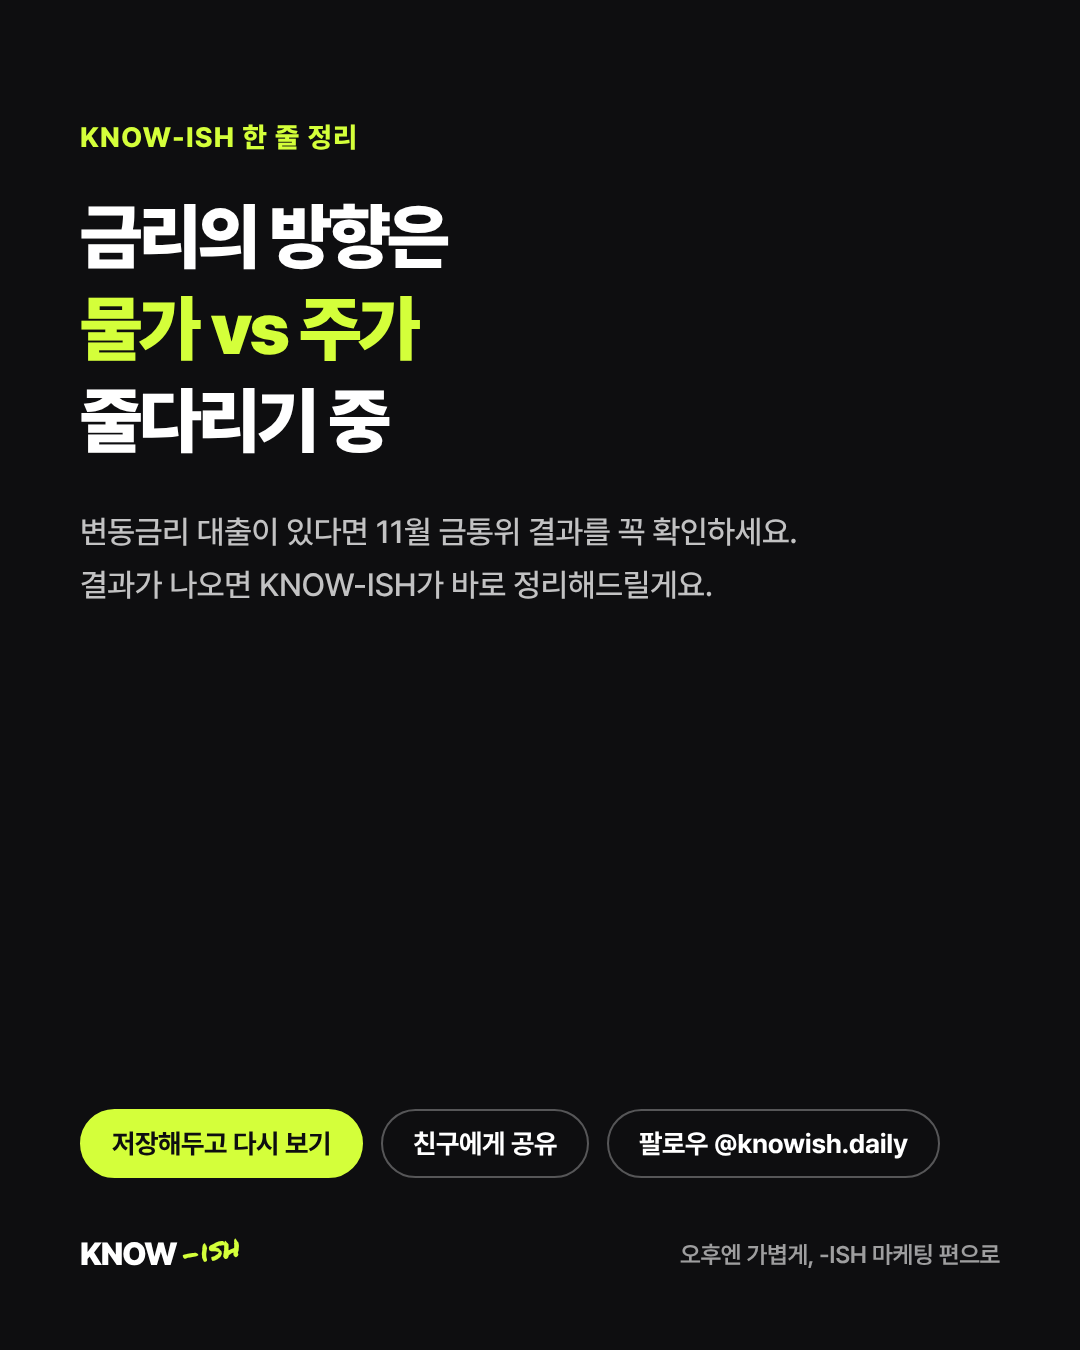 KNOW-ISH 한 줄 정리
금리의 방향은
물가 vs 주가
줄다리기 중
변동금리 대출이 있다면 11월 금통위 결과를 꼭 확인하세요.
결과가 나오면 KNOW-ISH가 바로 정리해드릴게요.
저장해두고 다시 보기
친구에게 공유
팔로우 @knowish.daily
KNOW -ISH
오후엔 가볍게, -ISH 마케팅 편으로